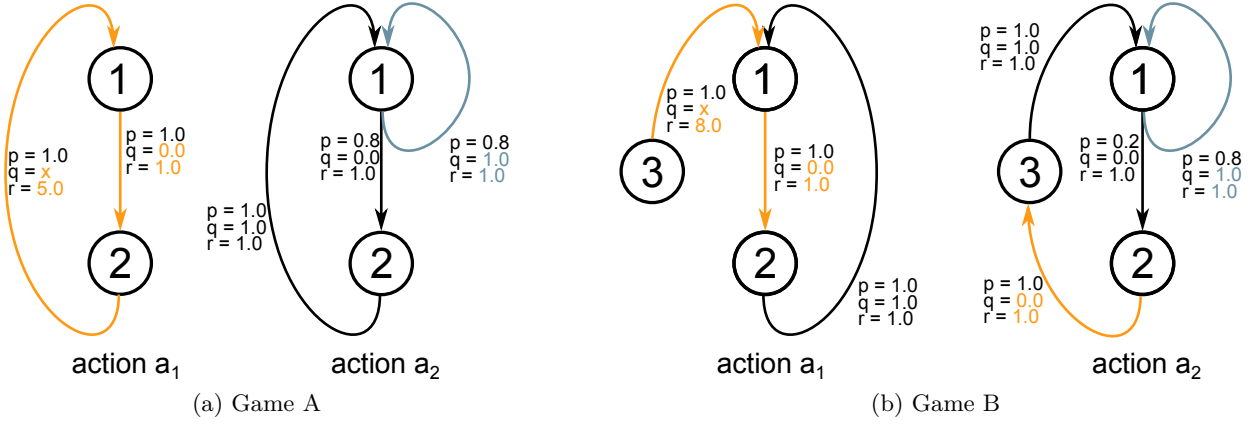 1
p = 1.0
q = 0.0
r = 1.0
p = 1.0
q = x
r = 5.0
2
action a₁
1
p = 0.8
q = 0.0
r = 1.0
p = 0.8
q = 1.0
r = 1.0
p = 1.0
q = 1.0
r = 1.0
2
action a₂
(a) Game A
1
p = 1.0
q = x
r = 8.0
3
p = 1.0
q = 0.0
r = 1.0
2
p = 1.0
q = 1.0
r = 1.0
action a₁
p = 1.0
q = 1.0
r = 1.0
1
p = 0.2
q = 0.0
r = 1.0
p = 0.8
q = 1.0
r = 1.0
3
2
p = 1.0
q = 0.0
r = 1.0
action a₂
(b) Game B